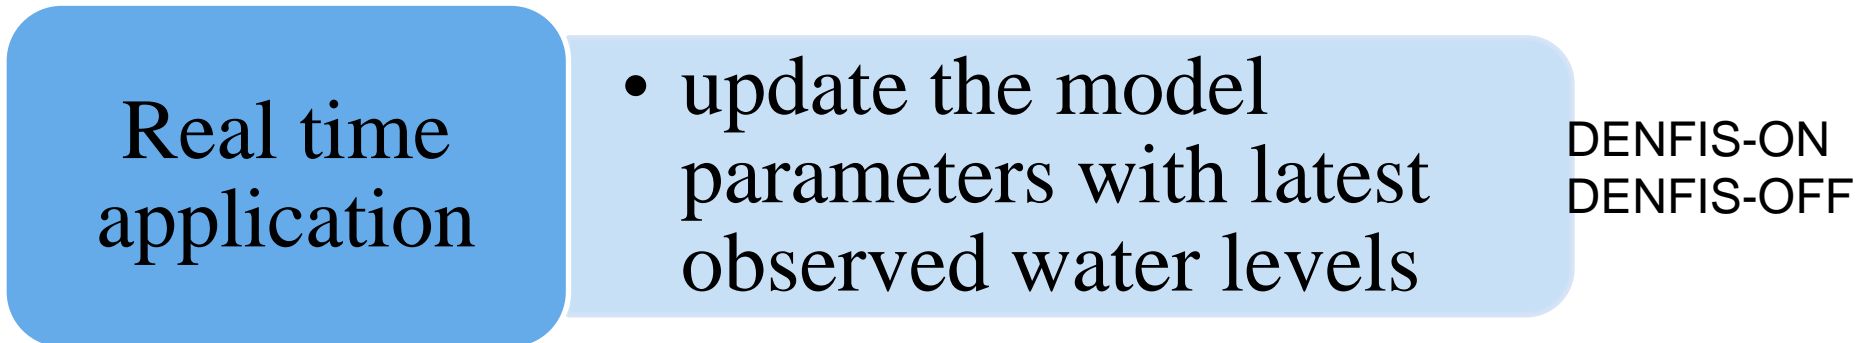 Real time
application
• update the model
parameters with latest
observed water levels
DENFIS-ON
DENFIS-OFF